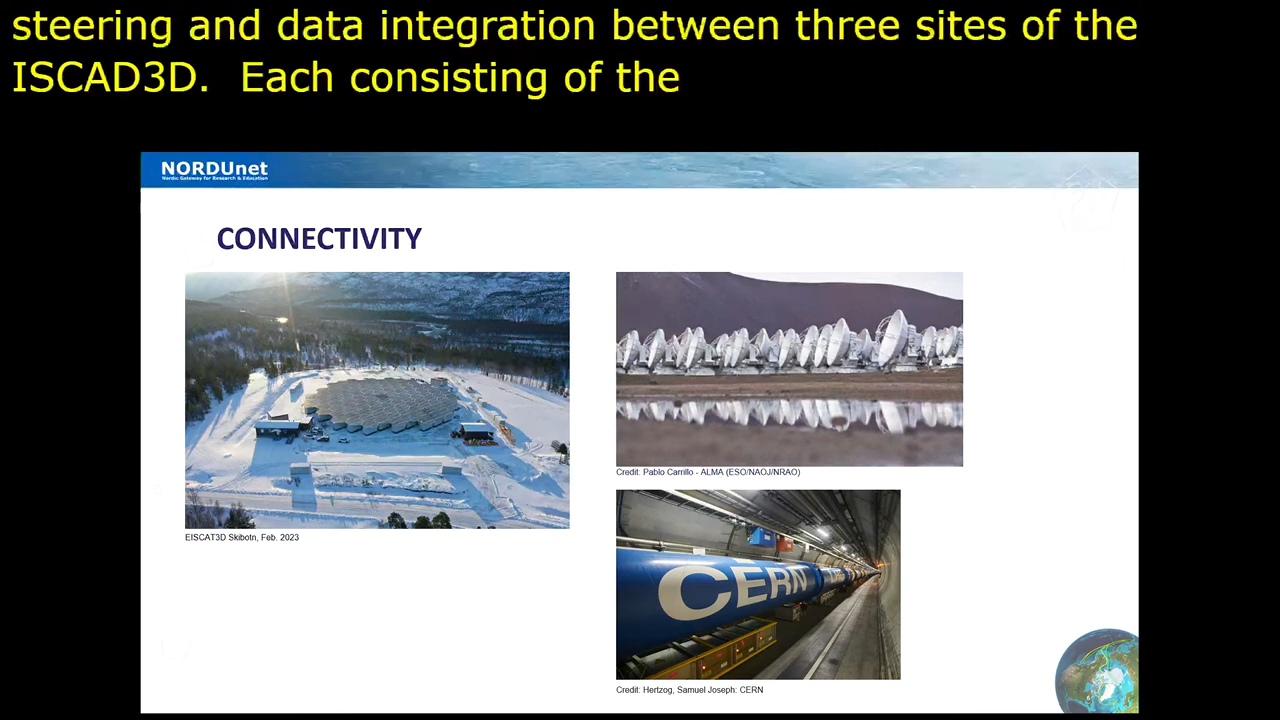 steering and data integration between three sites of the
ISCAD3D.  Each consisting of the
NORDUnet
Nordic Gateway for Research & Education
CONNECTIVITY
Credit: Pablo Carrillo - ALMA (ESO/NAOJ/NRAO)
EISCAT3D Skibotn, Feb. 2023
CERN
Credit: Hertzog, Samuel Joseph: CERN